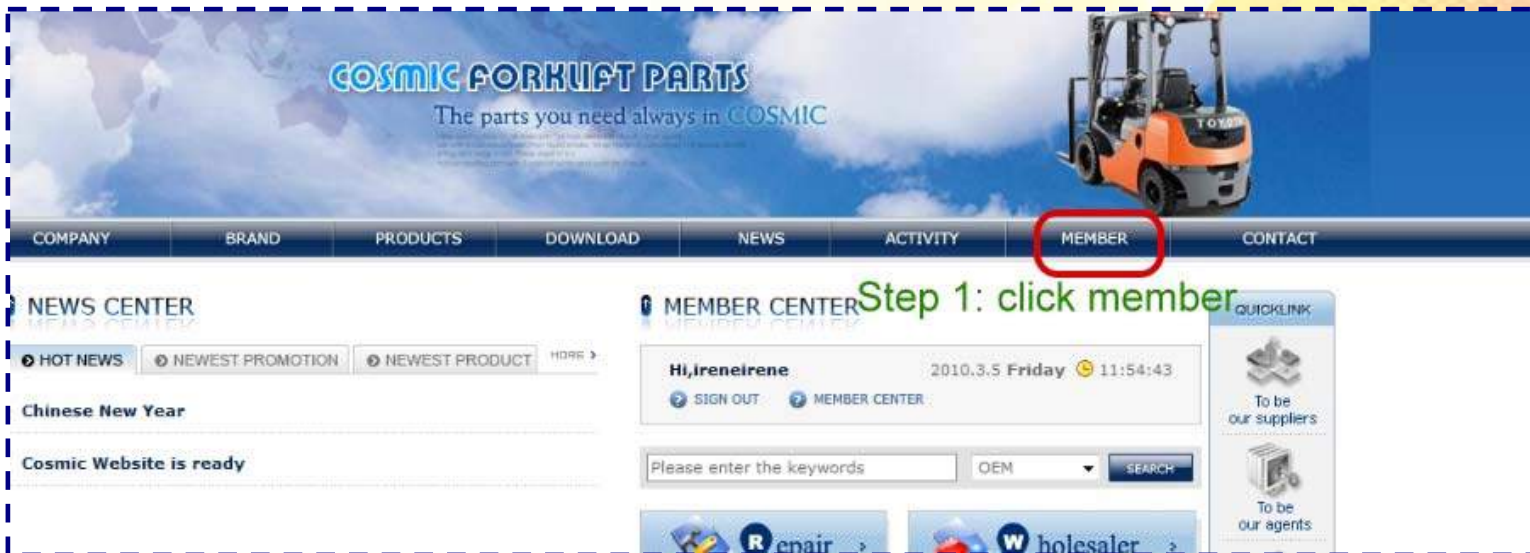 COSMIC FORKLIFT PARTS
The parts you need always in COSMIC
TOYOTA
COMPANY BRAND PRODUCTS DOWNLOAD NEWS ACTIVITY MEMBER CONTACT
Step 1: click member
NEWS CENTER
HOT NEWS NEWEST PROMOTION NEWEST PRODUCT MORE
Chinese New Year
Cosmic Website is ready
MEMBER CENTER
Hi,ireneirene 2010.3.5 Friday 11:54:43
SIGN OUT MEMBER CENTER
Please enter the keywords OEM SEARCH
Repair
Wholesaler
QUICKLINK
To be
our suppliers
To be
our agents